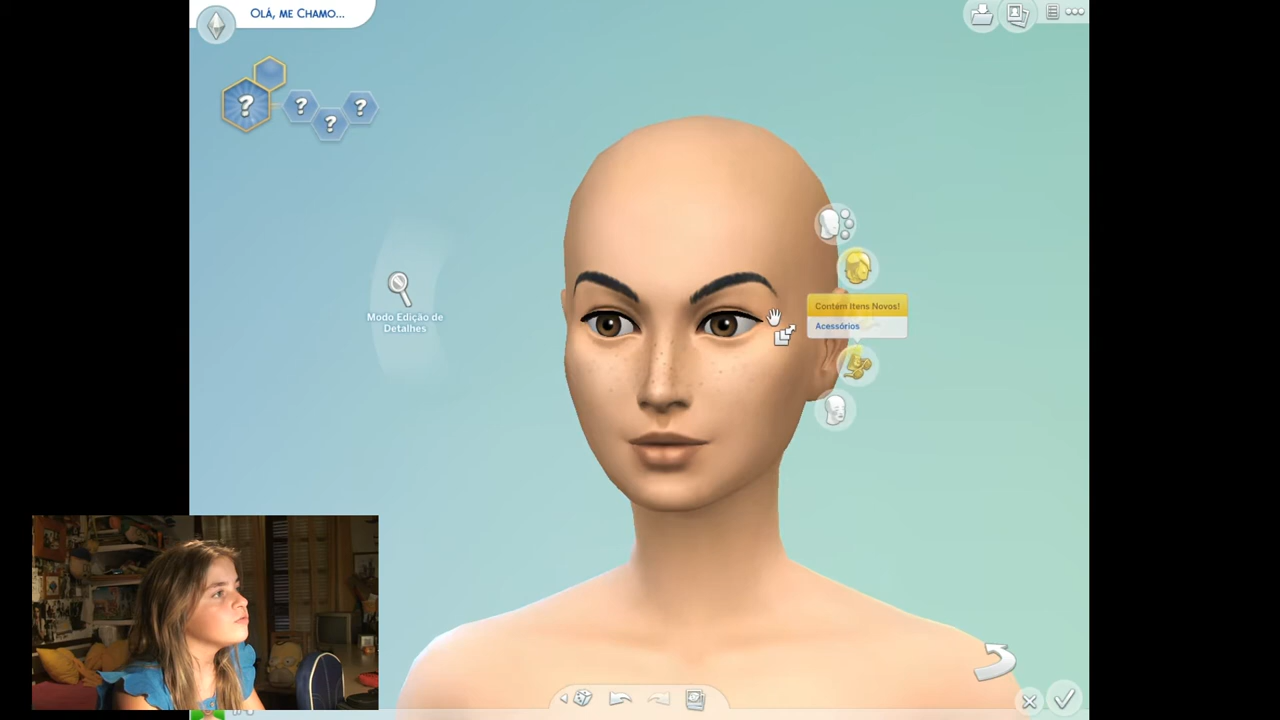 Olá, me Chamo...
?
? ? ?
Contém Itens Novos!
Acessórios
Modo Edição de
Detalhes